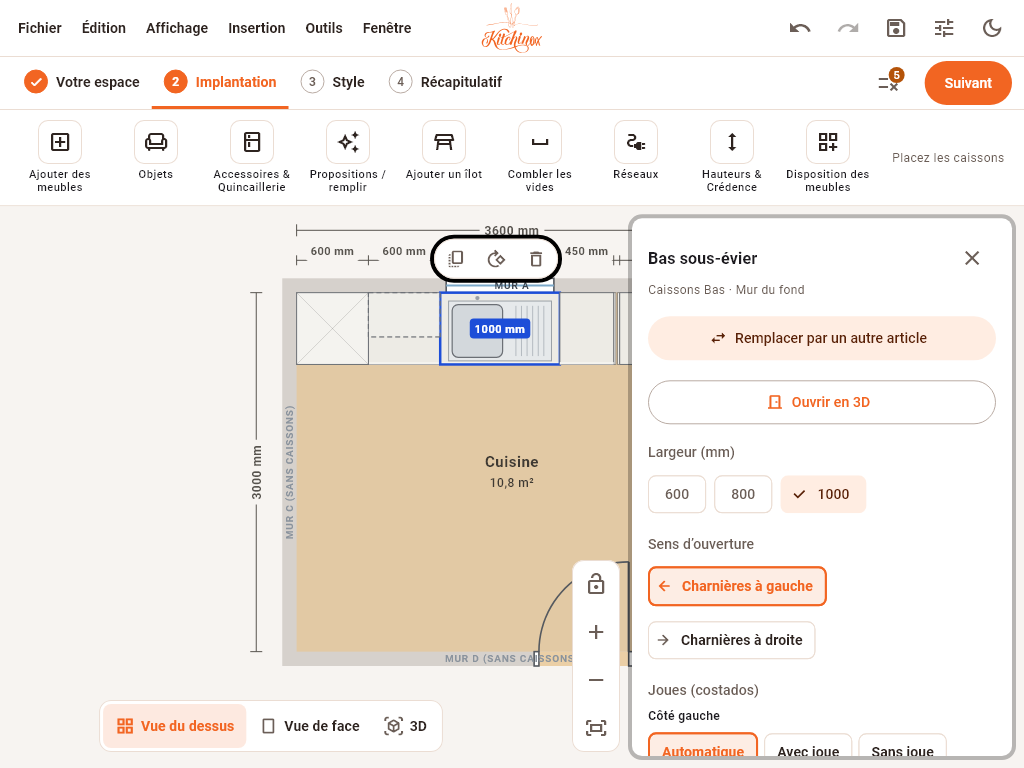 Fichier
Édition
Affichage
Insertion
Outils
Fenêtre
Kitchinox
Votre espace
2 Implantation
3 Style
4 Récapitulatif
5
Suivant
Ajouter des
meubles
Objets
Accessoires &
Quincaillerie
Propositions /
remplir
Ajouter un îlot
Combler les
vides
Réseaux
Hauteurs &
Crédence
Disposition des
meubles
Placez les caissons
3600 mm
600 mm
600 mm
450 mm
MUR A
1000 mm
3000 mm
MUR C (SANS CAISSONS)
Cuisine
10,8 m²
MUR D (SANS CAISSONS
Vue du dessus
Vue de face
3D
Bas sous-évier
Caissons Bas · Mur du fond
Remplacer par un autre article
Ouvrir en 3D
Largeur (mm)
600
800
1000
Sens d'ouverture
Charnières à gauche
Charnières à droite
Joues (costados)
Côté gauche
Automatique
Avec joue
Sans joue